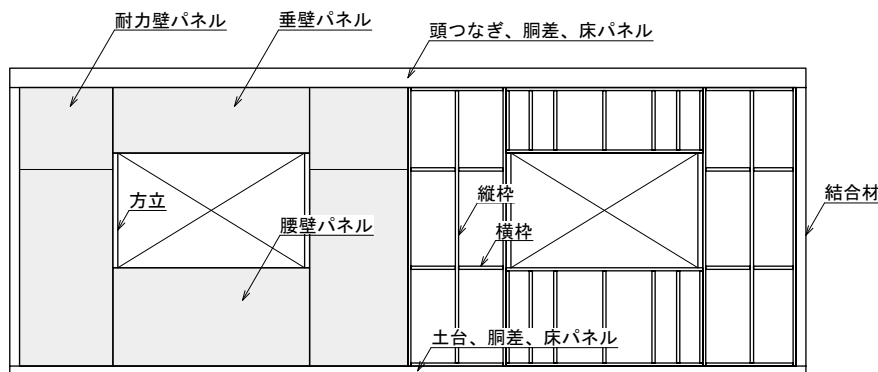 耐力壁パネル
垂壁パネル
頭つなぎ、胴差、床パネル
方立
縦枠
結合材
腰壁パネル
横枠
土台、胴差、床パネル